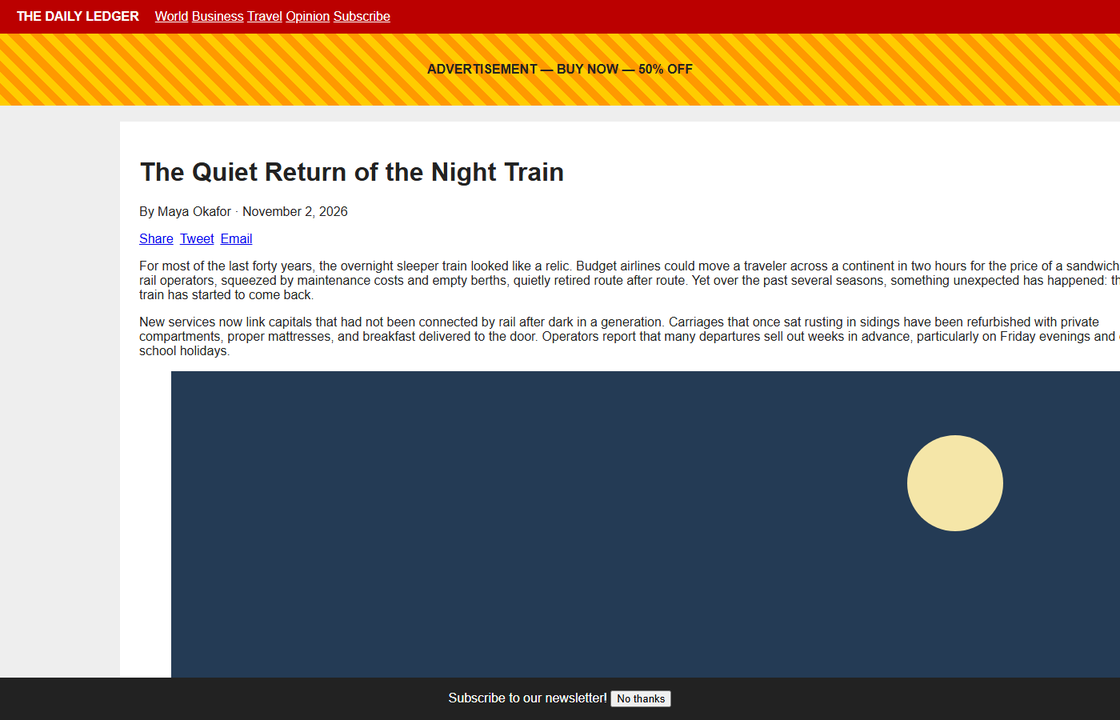 THE DAILY LEDGER World Business Travel Opinion Subscribe
ADVERTISEMENT — BUY NOW — 50% OFF
The Quiet Return of the Night Train
By Maya Okafor · November 2, 2026
Share Tweet Email
For most of the last forty years, the overnight sleeper train looked like a relic. Budget airlines could move a traveler across a continent in two hours for the price of a sandwich
rail operators, squeezed by maintenance costs and empty berths, quietly retired route after route. Yet over the past several seasons, something unexpected has happened:
train has started to come back.
New services now link capitals that had not been connected by rail after dark in a generation. Carriages that once sat rusting in sidings have been refurbished with private
compartments, proper mattresses, and breakfast delivered to the door. Operators report that many departures sell out weeks in advance, particularly on Friday evenings and
school holidays.
Subscribe to our newsletter! No thanks